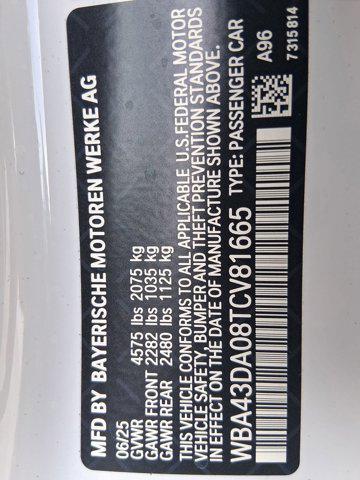 MFD BY BAYERISCHE MOTOREN WERKE AG
06/25
GVWR 4575 lbs 2075 kg
GAWR FRONT 2282 lbs 1035 kg
GAWR REAR 2480 lbs 1125 kg
THIS VEHICLE CONFORMS TO ALL APPLICABLE U.S.FEDERAL MOTOR
VEHICLE SAFETY, BUMPER AND THEFT PREVENTION STANDARDS
IN EFFECT ON THE DATE OF MANUFACTURE SHOWN ABOVE.
WBA43DA08TCV81665 TYPE: PASSENGER CAR
A96
7315814